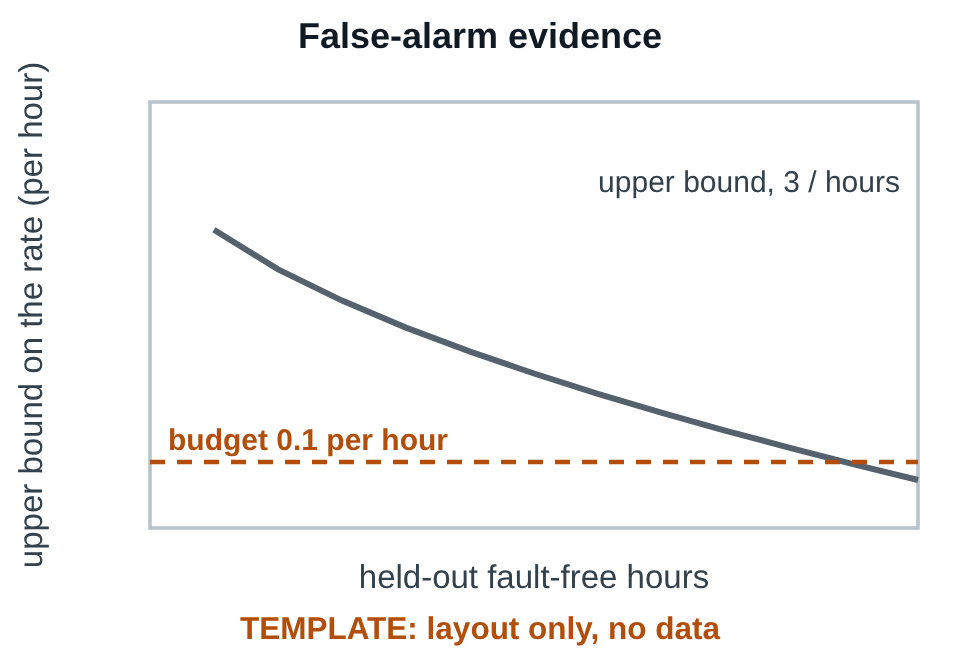 False-alarm evidence
upper bound on the rate (per hour)
upper bound, 3 / hours
budget 0.1 per hour
held-out fault-free hours
TEMPLATE: layout only, no data